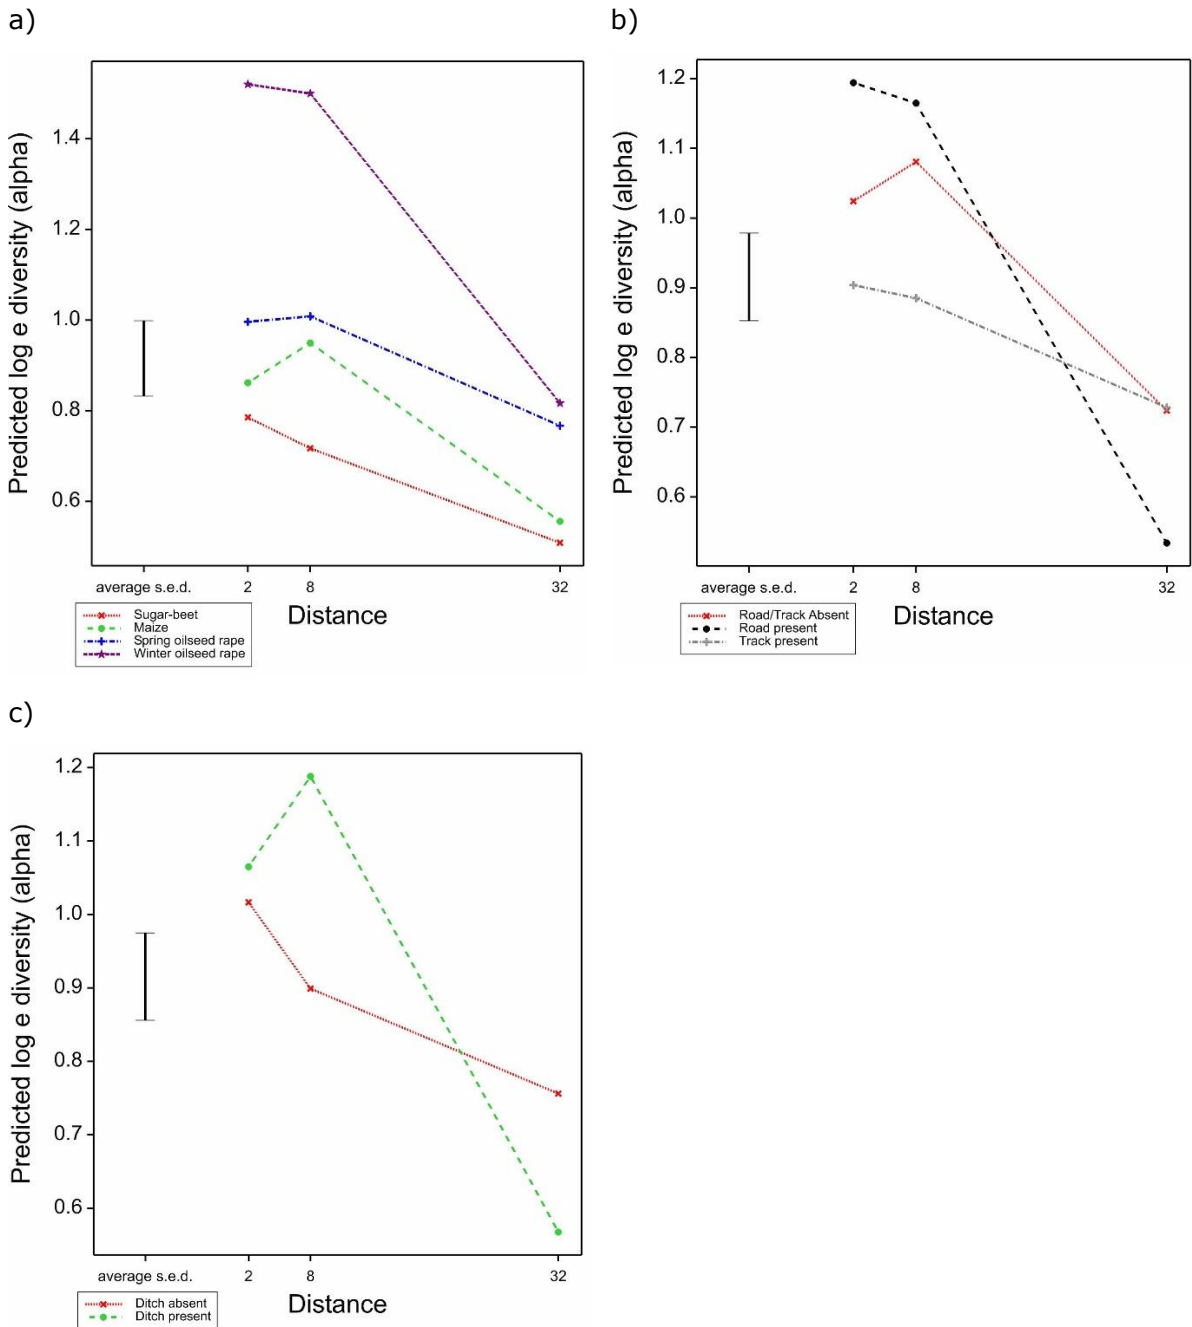 a)
Predicted log e diversity (alpha)
1.4
1.2
1.0
0.8
0.6
average s.e.d.
2
8
32
Distance
Sugar-beet
Maize
Spring oilseed rape
Winter oilseed rape
b)
Predicted log e diversity (alpha)
1.2
1.1
1.0
0.9
0.8
0.7
0.6
average s.e.d.
2
8
32
Distance
Road/Track Absent
Road present
Track present
c)
Predicted log e diversity (alpha)
1.2
1.1
1.0
0.9
0.8
0.7
0.6
average s.e.d.
2
8
32
Distance
Ditch absent
Ditch present